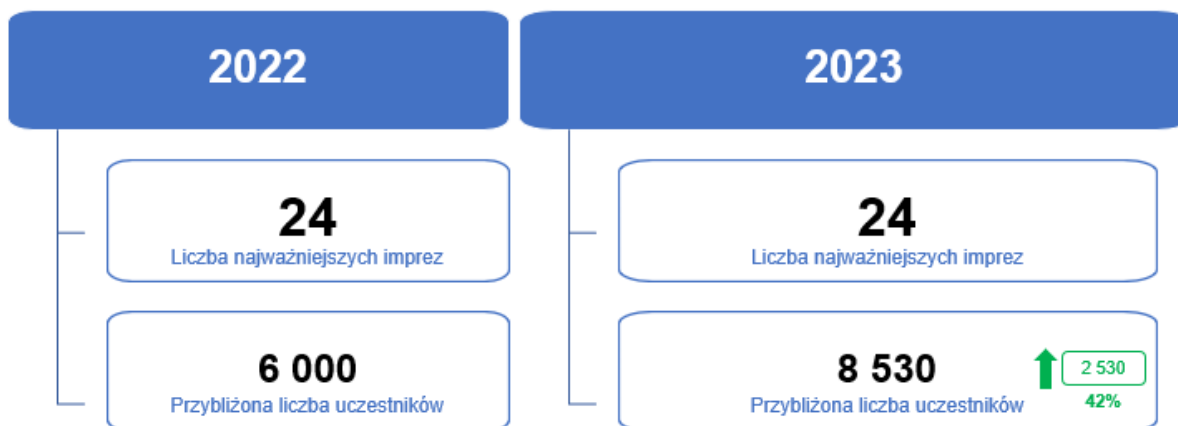 2022
24
Liczba najważniejszych imprez
6 000
Przybliżona liczba uczestników
2023
24
Liczba najważniejszych imprez
8 530
Przybliżona liczba uczestników
2 530
42%